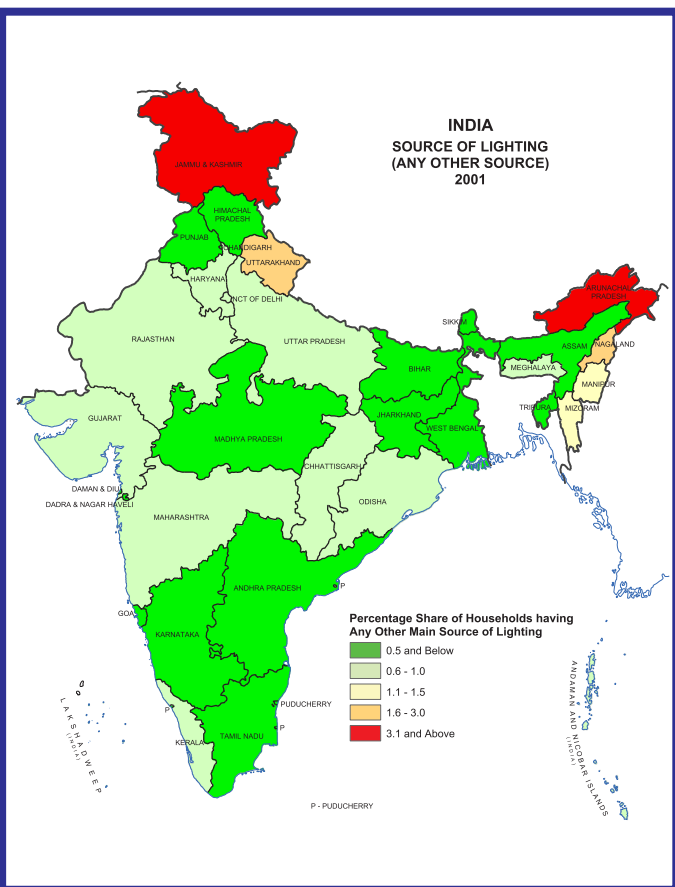 INDIA
SOURCE OF LIGHTING
(ANY OTHER SOURCE)
2001
JAMMU & KASHMIR
HIMACHAL
PRADESH
PUNJAB
CHANDIGARH
UTTARAKHAND
HARYANA
NCT OF DELHI
ARUNACHAL
PRADESH
SIKKIM
RAJASTHAN
UTTAR PRADESH
ASSAM
NAGALAND
BIHAR
MEGHALAYA
MANIPUR
GUJARAT
JHARKHAND
TRIPURA
MIZORAM
WEST BENGAL
MADHYA PRADESH
CHHATTISGARH
DAMAN & DIU
DADRA & NAGAR HAVELI
ODISHA
MAHARASHTRA
ANDHRA PRADESH
P
GOA
KARNATAKA
Percentage Share of Households having
Any Other Main Source of Lighting
0.5 and Below
0.6 - 1.0
1.1 - 1.5
1.6 - 3.0
3.1 and Above
PUDUCHERRY
P
P
KERALA
TAMIL NADU
LAKSHADWEEP
(INDIA)
ANDAMAN AND NICOBAR ISLANDS
(INDIA)
P - PUDUCHERRY